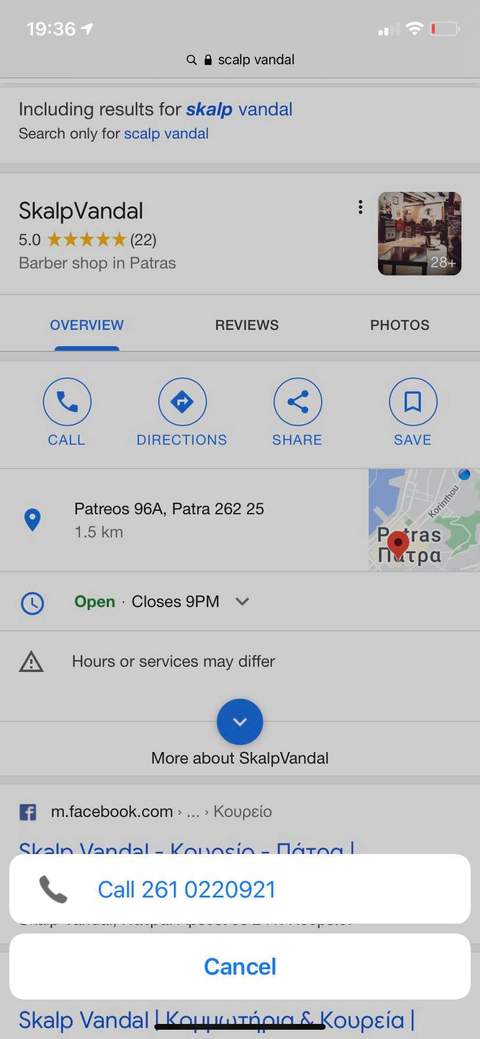 19:36
scalp vandal
Including results for skalp vandal
Search only for scalp vandal
SkalpVandal
5.0 (22)
Barber shop in Patras
28+
OVERVIEW REVIEWS PHOTOS
CALL DIRECTIONS SHARE SAVE
Patreos 96A, Patra 262 25
1.5 km
Korinthou
Patras
Πάτρα
Open · Closes 9PM
Hours or services may differ
More about SkalpVandal
m.facebook.com › ... › Κουρείο
Skalp Vandal - Κουρείο - Πάτρα |
Call 261 0220921
Cancel
Skalp Vandal | Κομμωτήρια & Κουρεία |